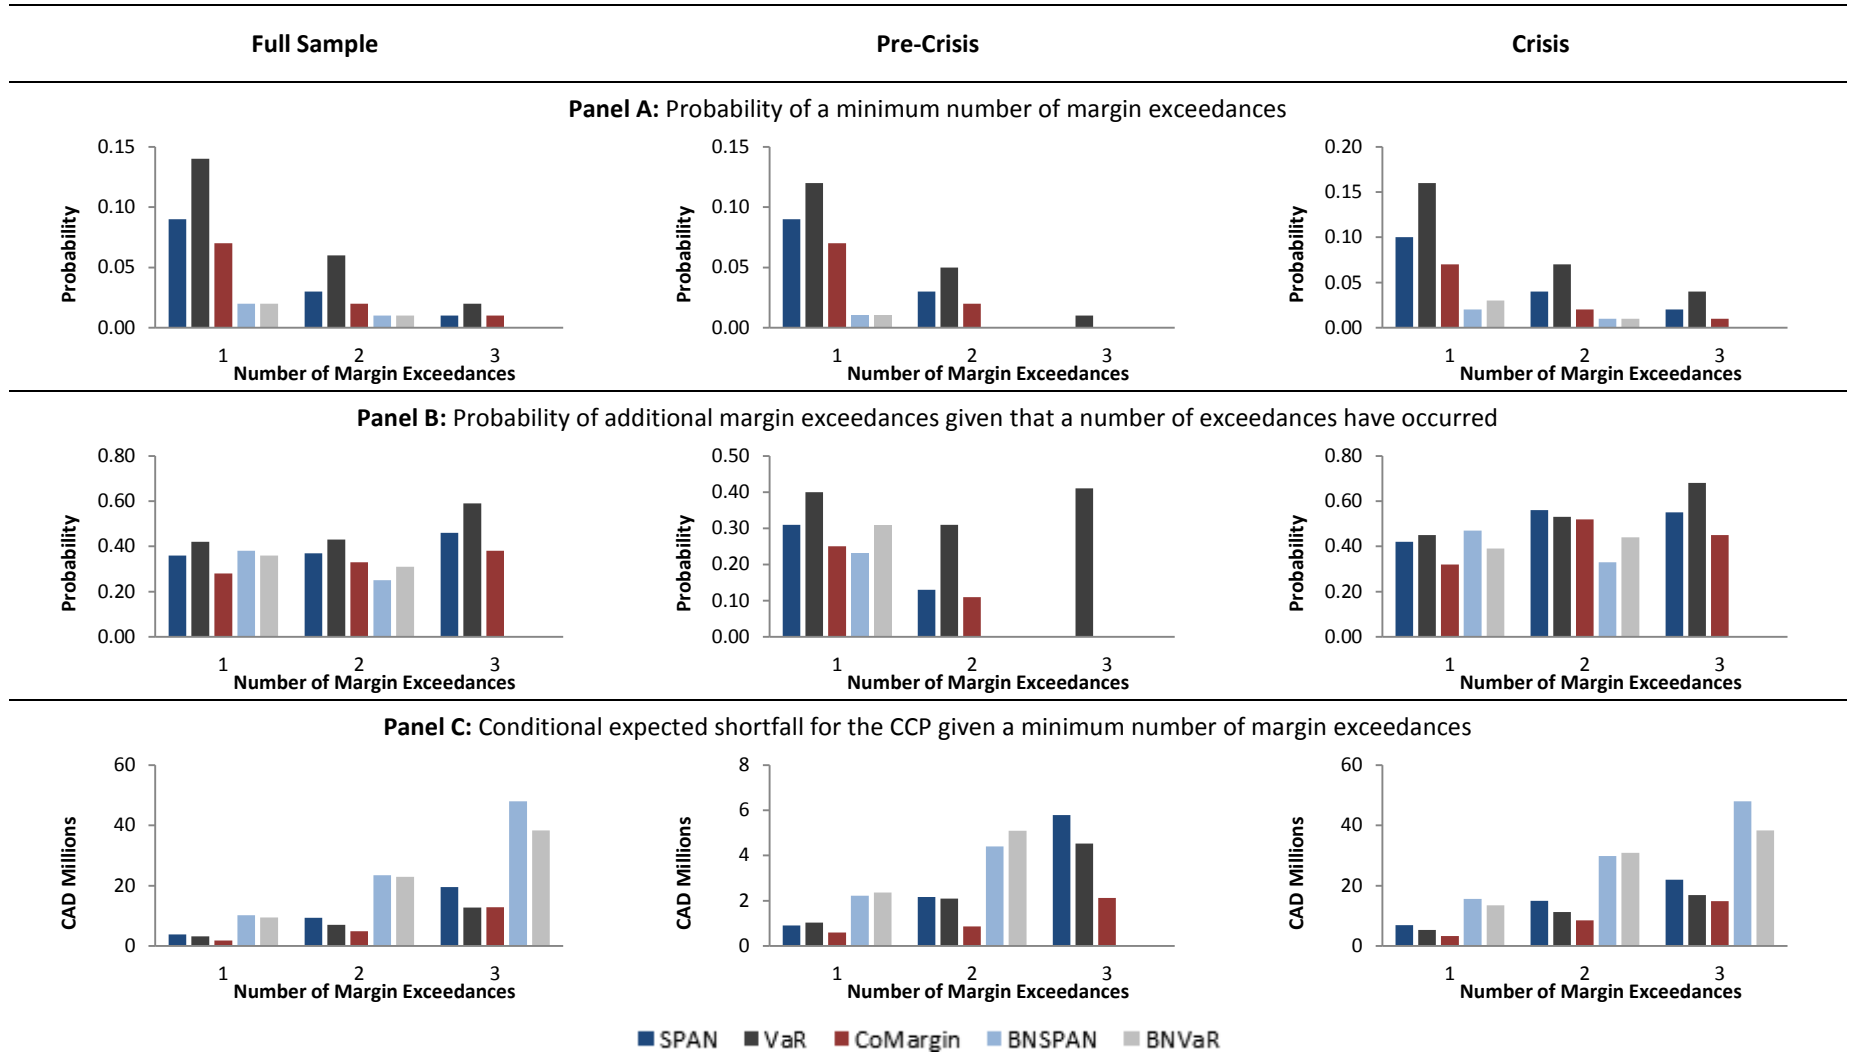 Full Sample Pre-Crisis Crisis
Panel A: Probability of a minimum number of margin exceedances
0.15 0.15 0.20
0.10 0.10 0.15
0.05 0.05 0.10
0.00 0.00 0.05
0.00
Probability Probability Probability
1 2 3 1 2 3 1 2 3
Number of Margin Exceedances Number of Margin Exceedances Number of Margin Exceedances
Panel B: Probability of additional margin exceedances given that a number of exceedances have occurred
0.80 0.50 0.80
0.60 0.40 0.60
0.40 0.30 0.40
0.20 0.20 0.20
0.00 0.10 0.00
0.00
Probability Probability Probability
1 2 3 1 2 3 1 2 3
Number of Margin Exceedances Number of Margin Exceedances Number of Margin Exceedances
Panel C: Conditional expected shortfall for the CCP given a minimum number of margin exceedances
60 8 60
40 6 40
20 4 20
0 2 0
0
CAD Millions CAD Millions CAD Millions
1 2 3 1 2 3 1 2 3
Number of Margin Exceedances Number of Margin Exceedances Number of Margin Exceedances
SPAN VaR CoMargin BNSPAN BNVaR